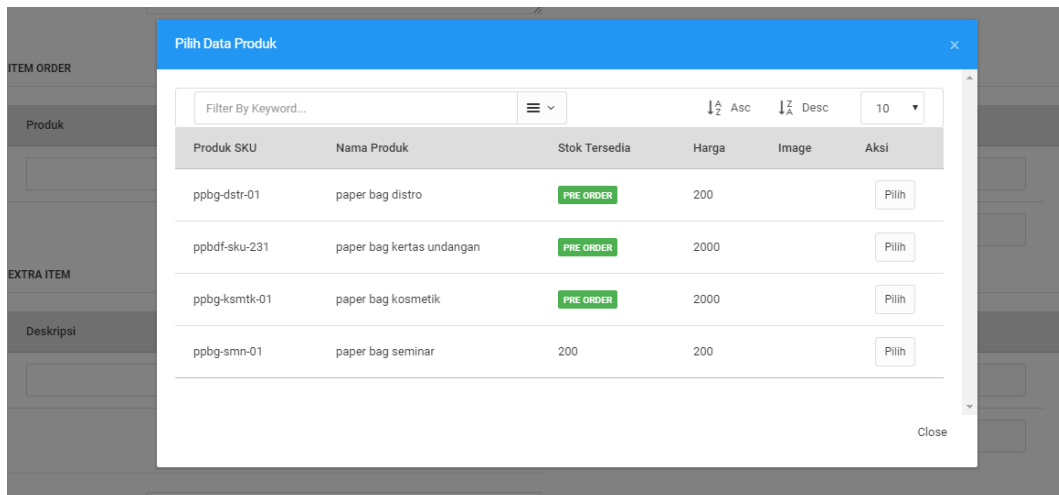 Pilih Data Produk x
ITEM ORDER
Filter By Keyword... Asc Desc 10
Produk
Produk SKU Nama Produk Stok Tersedia Harga Image Aksi
ppbg-dstr-01 paper bag distro PRE ORDER 200 Pilih
ppbdf-sku-231 paper bag kertas undangan PRE ORDER 2000 Pilih
EXTRA ITEM
ppbg-ksmtk-01 paper bag kosmetik PRE ORDER 2000 Pilih
Deskripsi
ppbg-smn-01 paper bag seminar 200 200 Pilih
Close